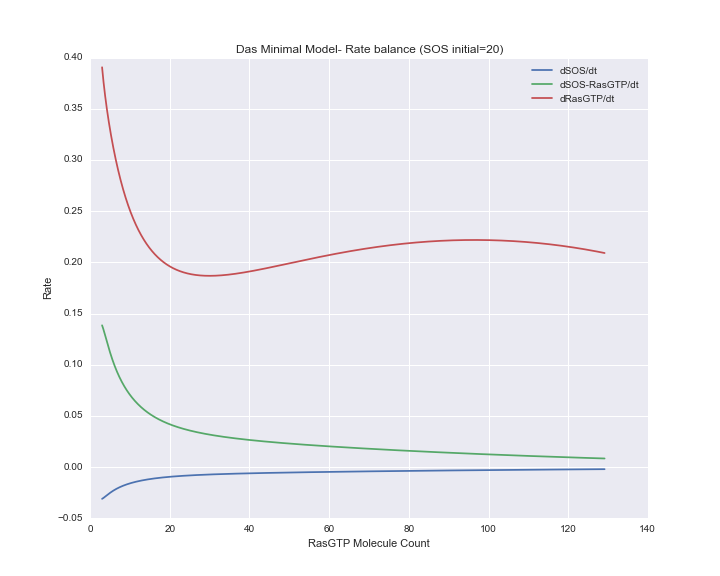 Das Minimal Model- Rate balance (SOS initial=20)
dSOS/dt
dSOS-RasGTP/dt
dRasGTP/dt
0.40
0.35
0.30
0.25
0.20
0.15
0.10
0.05
0.00
−0.05
Rate
0 20 40 60 80 100 120 140
RasGTP Molecule Count